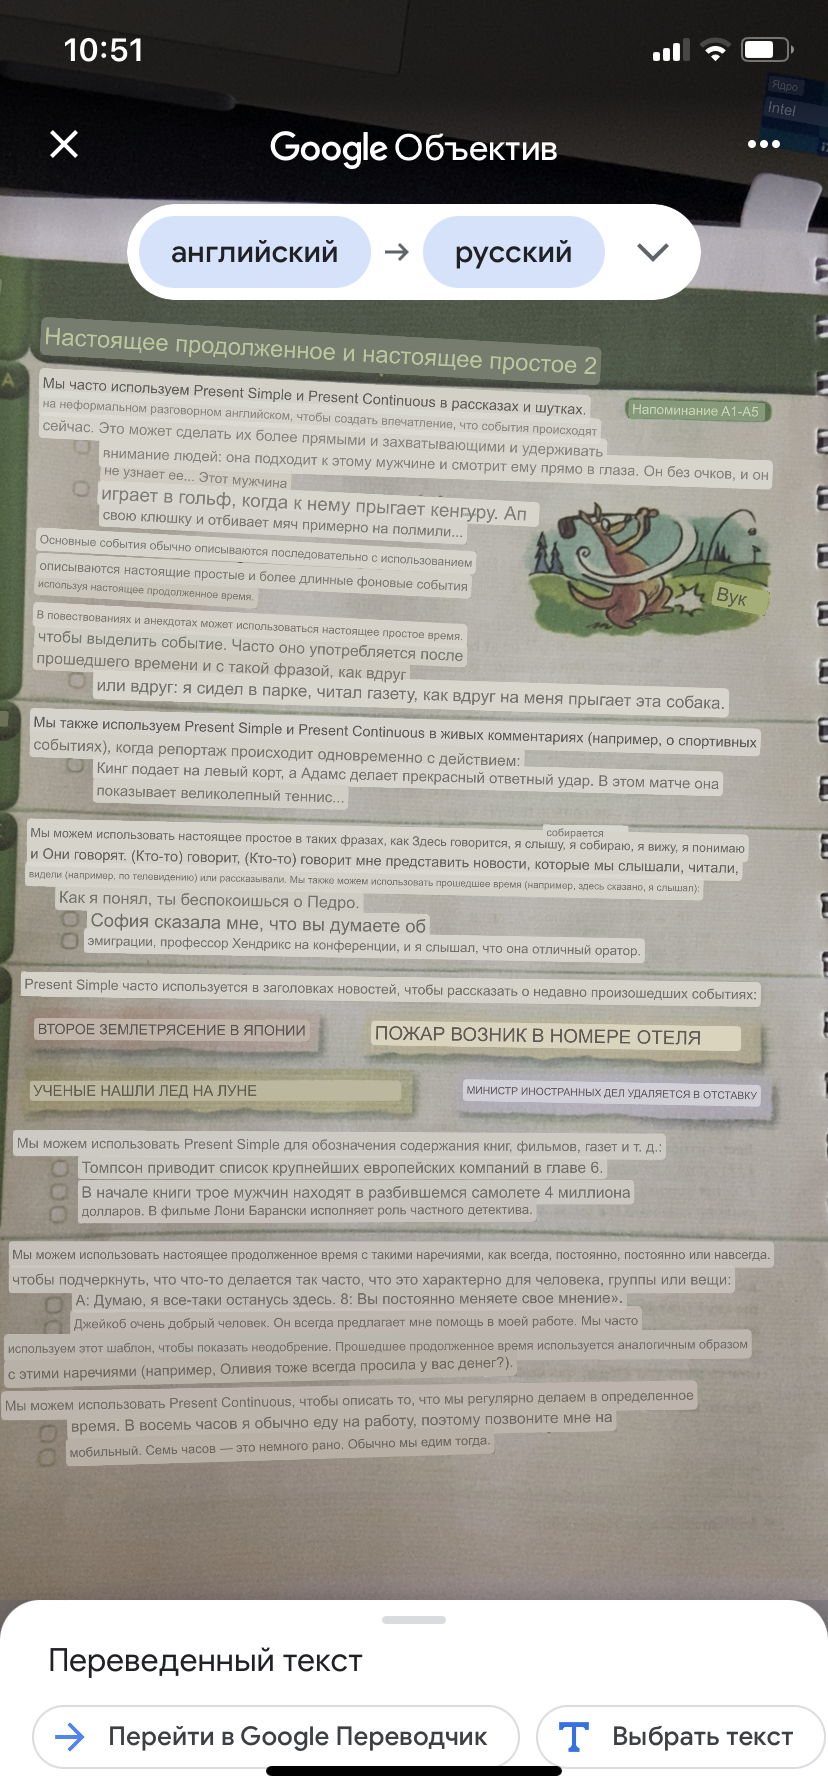 10:51
Ядро
Intel
Google Объектив
английский → русский
Настоящее продолженное и настоящее простое 2
A
Мы часто используем Present Simple и Present Continuous в рассказах и шутках.
Напоминание A1-A5
на неформальном разговорном английском, чтобы создать впечатление, что события происходят
сейчас. Это может сделать их более прямыми и захватывающими и удерживать
внимание людей: она подходит к этому мужчине и смотрит ему прямо в глаза. Он без очков, и он
не узнает ее... Этот мужчина
играет в гольф, когда к нему прыгает кенгуру. Ап
свою клюшку и отбивает мяч примерно на полмили...
Основные события обычно описываются последовательно с использованием
описываются настоящие простые и более длинные фоновые события
используя настоящее продолженное время.
Вук
В повествованиях и анекдотах может использоваться настоящее простое время.
чтобы выделить событие. Часто оно употребляется после
прошедшего времени и с такой фразой, как вдруг
или вдруг: я сидел в парке, читал газету, как вдруг на меня прыгает эта собака.
Мы также используем Present Simple и Present Continuous в живых комментариях (например, о спортивных
событиях), когда репортаж происходит одновременно с действием:
Кинг подает на левый корт, а Адамс делает прекрасный ответный удар. В этом матче она
показывает великолепный теннис...
собирается
Мы можем использовать настоящее простое в таких фразах, как Здесь говорится, я слышу, я собираю, я вижу, я понимаю
и Они говорят. (Кто-то) говорит, (Кто-то) говорит мне представить новости, которые мы слышали, читали,
видели (например, по телевидению) или рассказывали. Мы также можем использовать прошедшее время (например, здесь сказано, я слышал):
Как я понял, ты беспокоишься о Педро.
София сказала мне, что вы думаете об
эмиграции, профессор Хендрикс на конференции, и я слышал, что она отличный оратор.
Present Simple часто используется в заголовках новостей, чтобы рассказать о недавно произошедших событиях:
ВТОРОЕ ЗЕМЛЕТРЯСЕНИЕ В ЯПОНИИ
ПОЖАР ВОЗНИК В НОМЕРЕ ОТЕЛЯ
УЧЕНЫЕ НАШЛИ ЛЕД НА ЛУНЕ
МИНИСТР ИНОСТРАННЫХ ДЕЛ УДАЛЯЕТСЯ В ОТСТАВКУ
Мы можем использовать Present Simple для обозначения содержания книг, фильмов, газет и т. д.:
Томпсон приводит список крупнейших европейских компаний в главе 6.
В начале книги трое мужчин находят в разбившемся самолете 4 миллиона
долларов. В фильме Лони Барански исполняет роль частного детектива.
Мы можем использовать настоящее продолженное время с такими наречиями, как всегда, постоянно, постоянно или навсегда.
чтобы подчеркнуть, что что-то делается так часто, что это характерно для человека, группы или вещи:
А: Думаю, я все-таки останусь здесь. 8: Вы постоянно меняете свое мнение».
Джейкоб очень добрый человек. Он всегда предлагает мне помощь в моей работе. Мы часто
используем этот шаблон, чтобы показать неодобрение. Прошедшее продолженное время используется аналогичным образом
с этими наречиями (например, Оливия тоже всегда просила у вас денег?).
Мы можем использовать Present Continuous, чтобы описать то, что мы регулярно делаем в определенное
время. В восемь часов я обычно еду на работу, поэтому позвоните мне на
мобильный. Семь часов — это немного рано. Обычно мы едим тогда.
Переведенный текст
Перейти в Google Переводчик
Выбрать текст